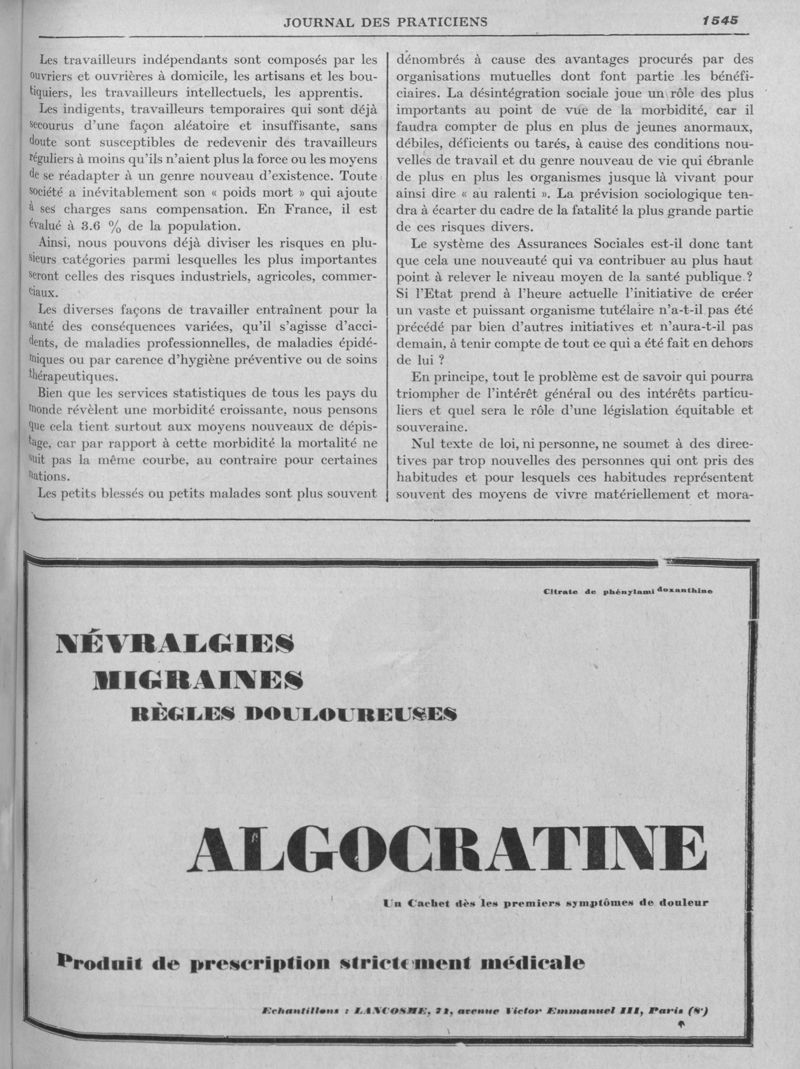 JOURNAL DES PRATICIENS 1545
Les travailleurs indépendants sont composés par les
ouvriers et ouvrières à domicile, les artisans et les bou-
tiquiers, les travailleurs intellectuels, les apprentis.
Les indigents, travailleurs temporaires qui sont déjà
secourus d'une façon aléatoire et insuffisante, sans
doute sont susceptibles de redevenir des travailleurs
réguliers à moins qu'ils n'aient plus la force ou les moyens
de se réadapter à un genre nouveau d'existence. Toute
société a inévitablement son « poids mort » qui ajoute
à ses charges sans compensation. En France, il est
évalué à 3.6 % de la population.
Ainsi, nous pouvons déjà diviser les risques en plu-
sieurs catégories parmi lesquelles les plus importantes
seront celles des risques industriels, agricoles, commer-
ciaux.
Les diverses façons de travailler entraînent pour la
santé des conséquences variées, qu'il s'agisse d'acci-
dents, de maladies professionnelles, de maladies épidé-
miques ou par carence d'hygiène préventive ou de soins
thérapeutiques.
Bien que les services statistiques de tous les pays du
monde révèlent une morbidité croissante, nous pensons
que cela tient surtout aux moyens nouveaux de dépis-
tage, car par rapport à cette morbidité la mortalité ne
suit pas la même courbe, au contraire pour certaines
nations.
Les petits blessés ou petits malades sont plus souvent
dénombrés à cause des avantages procurés par des
organisations mutuelles dont font partie les bénéfi-
ciaires. La désintégration sociale joue un rôle des plus
importants au point de vue de la morbidité, car il
faudra compter de plus en plus de jeunes anormaux,
débiles, déficients ou tarés, à cause des conditions nou-
velles de travail et du genre nouveau de vie qui ébranle
de plus en plus les organismes jusque là vivant pour
ainsi dire « au ralenti ». La prévision sociologique ten-
dra à écarter du cadre de la fatalité la plus grande partie
de ces risques divers.
Le système des Assurances Sociales est-il donc tant
que cela une nouveauté qui va contribuer au plus haut
point à relever le niveau moyen de la santé publique ?
Si l'Etat prend à l'heure actuelle l'initiative de créer
un vaste et puissant organisme tutélaire n'a-t-il pas été
précédé par bien d'autres initiatives et n'aura-t-il pas
demain, à tenir compte de tout ce qui a été fait en dehors
de lui ?
En principe, tout le problème est de savoir qui pourra
triompher de l'intérêt général ou des intérêts particu-
liers et quel sera le rôle d'une législation équitable et
souveraine.
Nul texte de loi, ni personne, ne soumet à des direc-
tives par trop nouvelles des personnes qui ont pris des
habitudes et pour lesquels ces habitudes représentent
souvent des moyens de vivre matériellement et mora-
Citrate de phénylamidoxanthine
NÉVRALGIES
MIGRAINES
RÈGLES DOULOUREUSES
ALGOCRATINE
Un Cachet dès les premiers symptômes de douleur
Produit de prescription strictement médicale
Echantillons : LANCOSME, 71, avenue Victor Emmanuel III, Paris (8e)